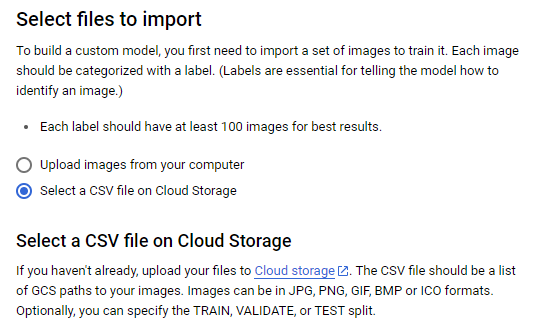 Select files to import
To build a custom model, you first need to import a set of images to train it. Each image
should be categorized with a label. (Labels are essential for telling the model how to
identify an image.)
• Each label should have at least 100 images for best results.
Upload images from your computer
Select a CSV file on Cloud Storage
Select a CSV file on Cloud Storage
If you haven't already, upload your files to Cloud storage. The CSV file should be a list
of GCS paths to your images. Images can be in JPG, PNG, GIF, BMP or ICO formats.
Optionally, you can specify the TRAIN, VALIDATE, or TEST split.